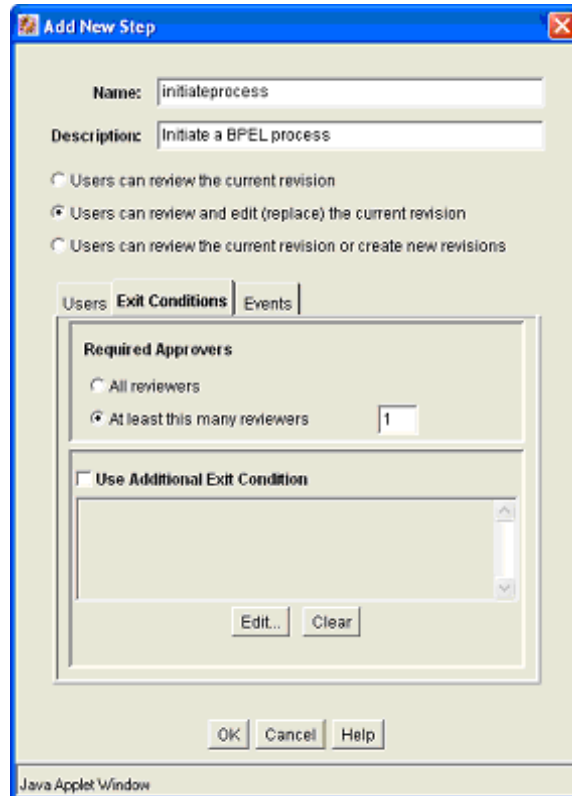 Add New Step
Name: initiateprocess
Description: Initiate a BPEL process
Users can review the current revision
Users can review and edit (replace) the current revision
Users can review the current revision or create new revisions
Users Exit Conditions Events
Required Approvers
All reviewers
At least this many reviewers 1
Use Additional Exit Condition
Edit... Clear
OK Cancel Help
Java Applet Window